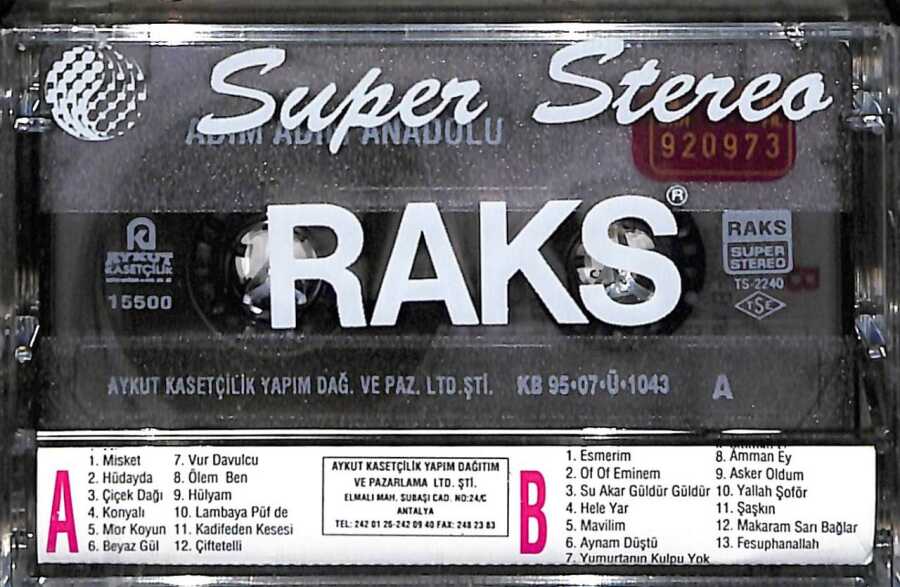 Super Stereo
ADIM ADIM ANADOLU
920973
RAKS®
AYKUT
KASETÇİLİK
15500
RAKS
SUPER
STEREO
TS-2240
TSE
AYKUT KASETÇİLİK YAPIM DAĞ. VE PAZ. LTD.ŞTİ. KB 95•07•Ü•1043 A
A
1. Misket
2. Hüdayda
3. Çiçek Dağı
4. Konyalı
5. Mor Koyun
6. Beyaz Gül
7. Vur Davulcu
8. Ölem Ben
9. Hülyam
10. Lambaya Püf de
11. Kadifeden Kesesi
12. Çiftetelli
AYKUT KASETÇİLİK YAPIM DAĞITIM
VE PAZARLAMA LTD. ŞTİ.
ELMALI MAH. SUBAŞI CAD. NO:24/C
ANTALYA
TEL: 242 01 26-242 09 40 FAX: 248 23 83
B
1. Esmerim
2. Of Of Eminem
3. Su Akar Güldür Güldür
4. Hele Yar
5. Mavilim
6. Aynam Düştü
7. Yumurtanın Kulpu Yok
8. Amman Ey
9. Asker Oldum
10. Yallah Şoför
11. Şaşkın
12. Makaram Sarı Bağlar
13. Fesuphanallah